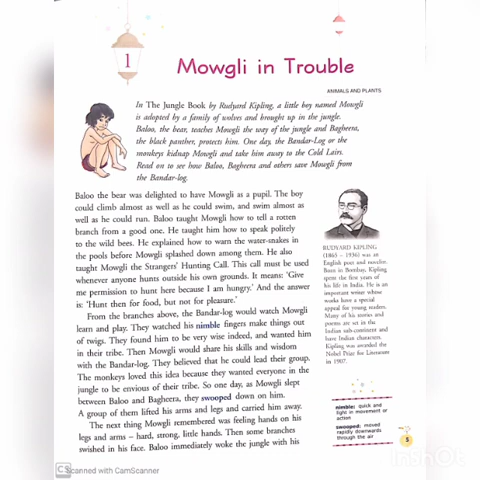 1
Mowgli in Trouble
ANIMALS AND PLANTS
In The Jungle Book by Rudyard Kipling, a little boy named Mowgli
is adopted by a family of wolves and brought up in the jungle.
Baloo, the bear, teaches Mowgli the way of the jungle and Bagheera,
the black panther, protects him. One day, the Bandar-Log or the
monkeys kidnap Mowgli and take him away to the Cold Lairs.
Read on to see how Baloo, Bagheera and others save Mowgli from
the Bandar-log.
Baloo the bear was delighted to have Mowgli as a pupil. The boy
could climb almost as well as he could swim, and swim almost as
well as he could run. Baloo taught Mowgli how to tell a rotten
branch from a good one. He taught him how to speak politely
to the wild bees. He explained how to warn the water-snakes in
the pools before Mowgli splashed down among them. He also
taught Mowgli the Strangers' Hunting Call. This call must be used
whenever anyone hunts outside his own grounds. It means: 'Give
me permission to hunt here because I am hungry.' And the answer
is: 'Hunt then for food, but not for pleasure.'
From the branches above, the Bandar-log would watch Mowgli
learn and play. They watched his nimble fingers make things out
of twigs. They found him to be very wise indeed, and wanted him
in their tribe. Then Mowgli would share his skills and wisdom
with the Bandar-log. They believed that he could lead their group.
The monkeys loved this idea because they wanted everyone in the
jungle to be envious of their tribe. So one day, as Mowgli slept
between Baloo and Bagheera, they swooped down on him.
A group of them lifted his arms and legs and carried him away.
The next thing Mowgli remembered was feeling hands on his
legs and arms – hard, strong, little hands. Then some branches
swished in his face. Baloo immediately woke the jungle with his
RUDYARD KIPLING
(1865 – 1936) was an
English poet and novelist.
Born in Bombay, Kipling
spent the first years of
his life in India. He is an
important writer whose
works have a special
appeal for young readers.
Many of his stories and
poems are set in the
Indian sub-continent and
have Indian characters.
Kipling was awarded the
Nobel Prize for Literature
in 1907.
nimble: quick and
light in movement or
action
swooped: moved
rapidly downwards
through the air
5
InShOt
CS Scanned with CamScanner